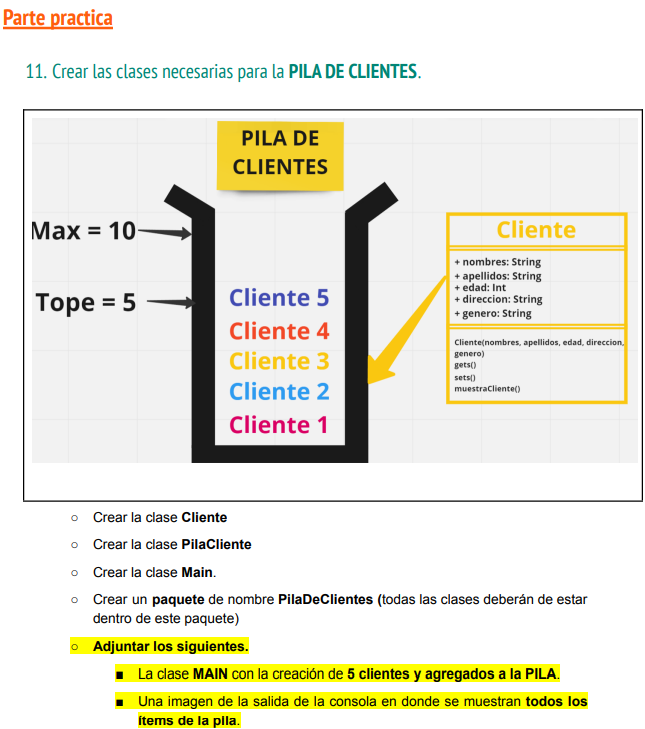 Parte practica
11. Crear las clases necesarias para la PILA DE CLIENTES.
PILA DE
CLIENTES
Max = 10
Tope = 5
Cliente 5
Cliente 4
Cliente 3
Cliente 2
Cliente 1
Cliente
+ nombres: String
+ apellidos: String
+ edad: Int
+ direccion: String
+ genero: String
Cliente(nombres, apellidos, edad, direccion,
genero)
gets()
sets()
muestraCliente()
○ Crear la clase Cliente
○ Crear la clase PilaCliente
○ Crear la clase Main.
○ Crear un paquete de nombre PilaDeClientes (todas las clases deberán de estar
dentro de este paquete)
○ Adjuntar los siguientes.
■ La clase MAIN con la creación de 5 clientes y agregados a la PILA.
■ Una imagen de la salida de la consola en donde se muestran todos los
ítems de la pila.